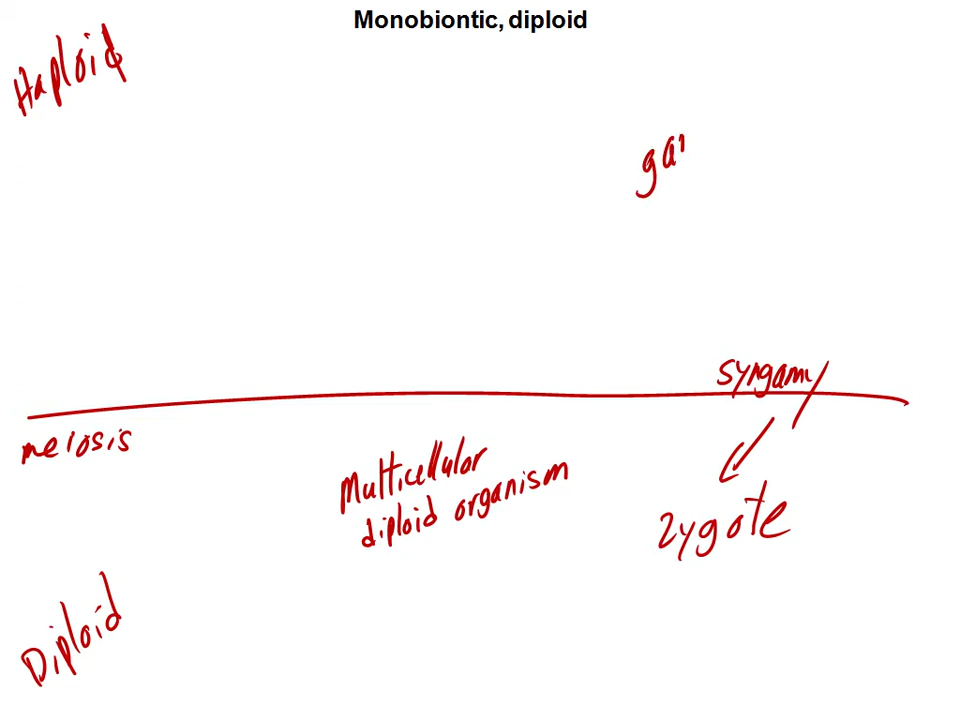 Monobiontic, diploid
Haploid
ga
syngamy
meiosis
Multicellular
diploid organism
zygote
Diploid